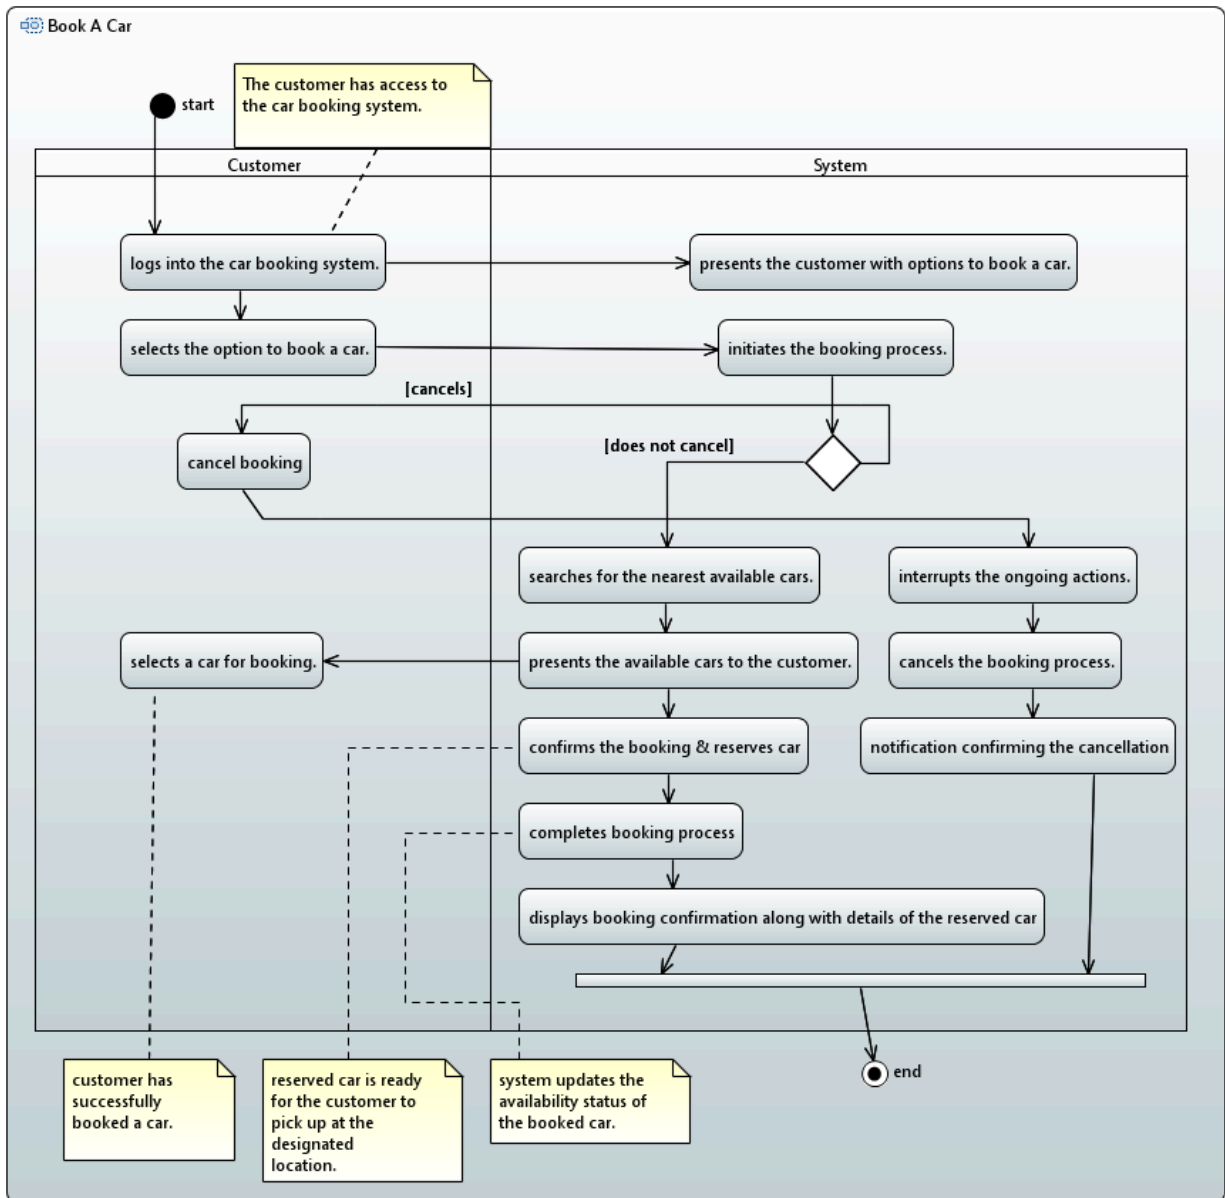 Book A Car
The customer has access to
the car booking system.
start
Customer
System
logs into the car booking system.
presents the customer with options to book a car.
selects the option to book a car.
initiates the booking process.
[cancels]
[does not cancel]
cancel booking
searches for the nearest available cars.
interrupts the ongoing actions.
selects a car for booking.
presents the available cars to the customer.
cancels the booking process.
confirms the booking & reserves car
notification confirming the cancellation
completes booking process
displays booking confirmation along with details of the reserved car
end
customer has
successfully
booked a car.
reserved car is ready
for the customer to
pick up at the
designated
location.
system updates the
availability status of
the booked car.